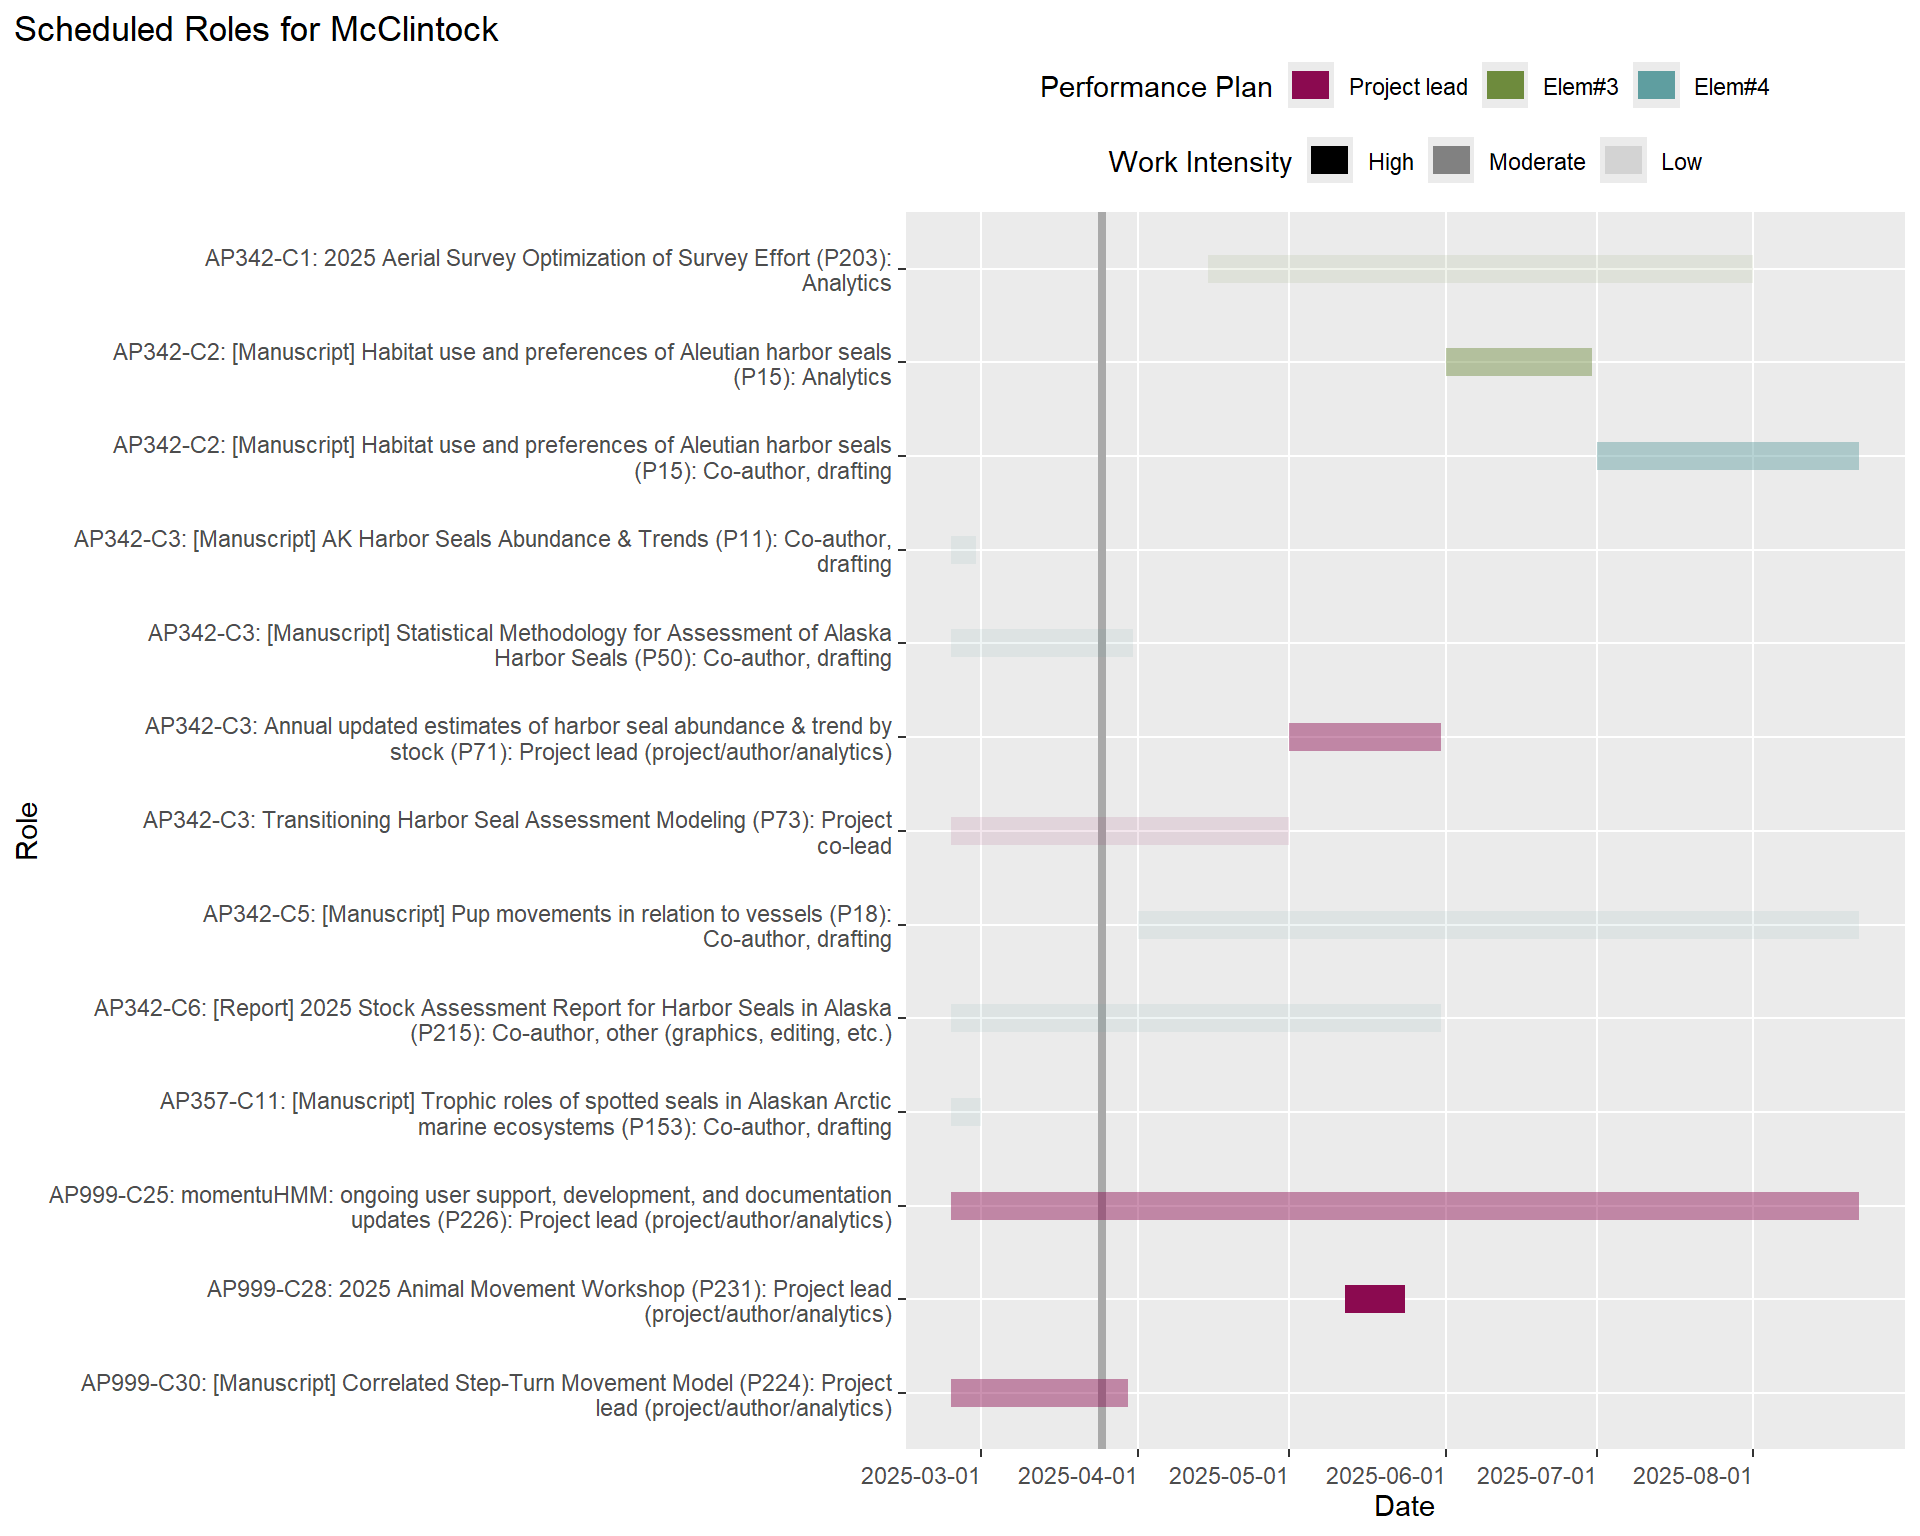 Scheduled Roles for McClintock
Performance Plan Project lead Elem#3 Elem#4
Work Intensity High Moderate Low
AP342-C1: 2025 Aerial Survey Optimization of Survey Effort (P203):
Analytics
AP342-C2: [Manuscript] Habitat use and preferences of Aleutian harbor seals
(P15): Analytics
AP342-C2: [Manuscript] Habitat use and preferences of Aleutian harbor seals
(P15): Co-author, drafting
AP342-C3: [Manuscript] AK Harbor Seals Abundance & Trends (P11): Co-author,
drafting
AP342-C3: [Manuscript] Statistical Methodology for Assessment of Alaska
Harbor Seals (P50): Co-author, drafting
AP342-C3: Annual updated estimates of harbor seal abundance & trend by
stock (P71): Project lead (project/author/analytics)
AP342-C3: Transitioning Harbor Seal Assessment Modeling (P73): Project
co-lead
AP342-C5: [Manuscript] Pup movements in relation to vessels (P18):
Co-author, drafting
AP342-C6: [Report] 2025 Stock Assessment Report for Harbor Seals in Alaska
(P215): Co-author, other (graphics, editing, etc.)
AP357-C11: [Manuscript] Trophic roles of spotted seals in Alaskan Arctic
marine ecosystems (P153): Co-author, drafting
AP999-C25: momentuHMM: ongoing user support, development, and documentation
updates (P226): Project lead (project/author/analytics)
AP999-C28: 2025 Animal Movement Workshop (P231): Project lead
(project/author/analytics)
AP999-C30: [Manuscript] Correlated Step-Turn Movement Model (P224): Project
lead (project/author/analytics)
Role
2025-03-01 2025-04-01 2025-05-01 2025-06-01 2025-07-01 2025-08-01
Date